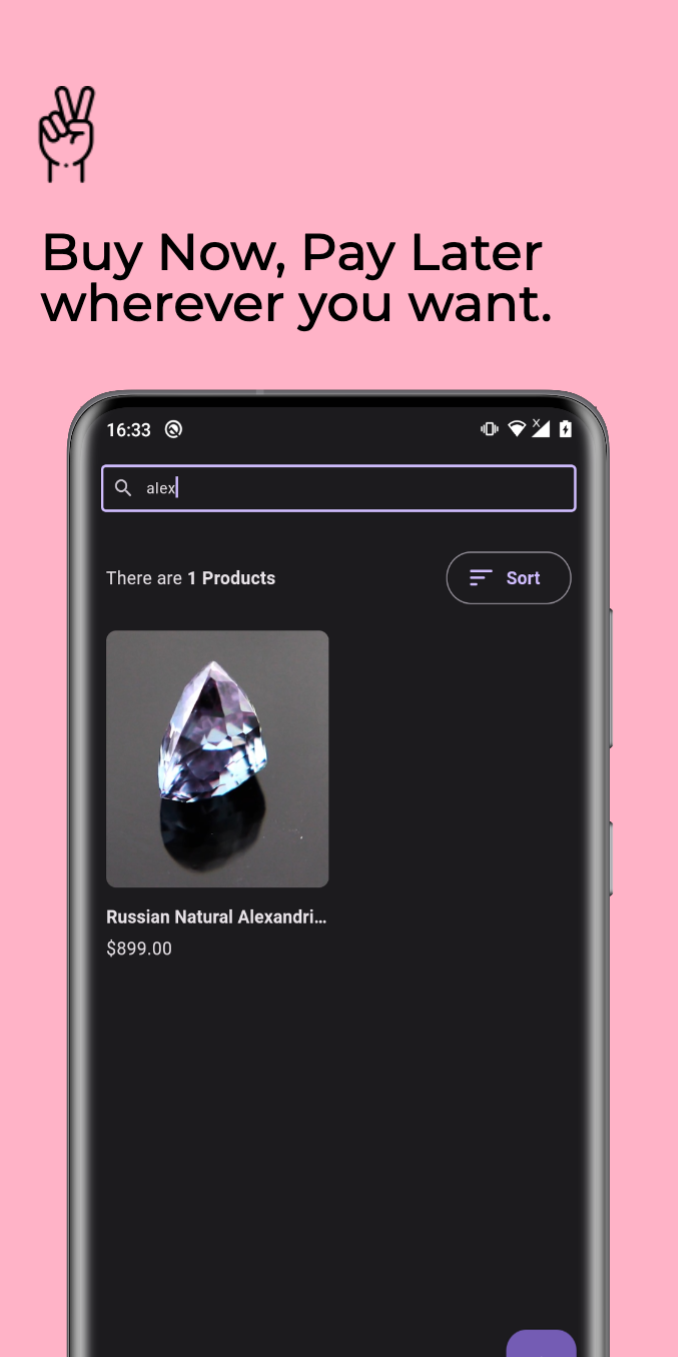 Buy Now, Pay Later
wherever you want.
16:33
alex
There are 1 Products
Sort
Russian Natural Alexandri...
$899.00